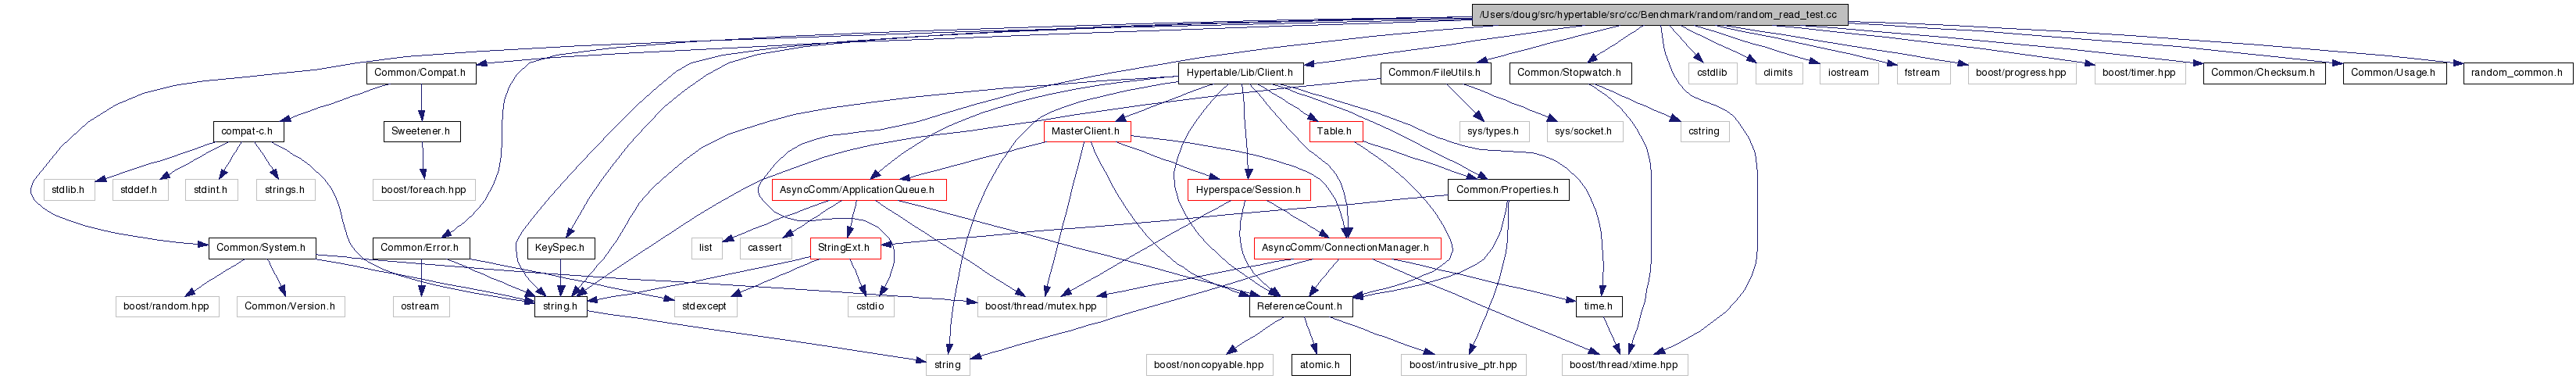 /Users/doug/src/hypertable/src/cc/Benchmark/random/random_read_test.cc
Common/Compat.h
Hypertable/Lib/Client.h
Common/FileUtils.h
Common/Stopwatch.h
cstdlib
climits
iostream
fstream
boost/progress.hpp
boost/timer.hpp
Common/Checksum.h
Common/Usage.h
random_common.h
compat-c.h
Sweetener.h
MasterClient.h
Table.h
sys/types.h
sys/socket.h
cstring
stdlib.h
stddef.h
stdint.h
strings.h
boost/foreach.hpp
AsyncComm/ApplicationQueue.h
Hyperspace/Session.h
Common/Properties.h
Common/System.h
Common/Error.h
KeySpec.h
list
cassert
StringExt.h
AsyncComm/ConnectionManager.h
boost/random.hpp
Common/Version.h
ostream
string.h
stdexcept
cstdio
boost/thread/mutex.hpp
ReferenceCount.h
time.h
string
boost/noncopyable.hpp
atomic.h
boost/intrusive_ptr.hpp
boost/thread/xtime.hpp